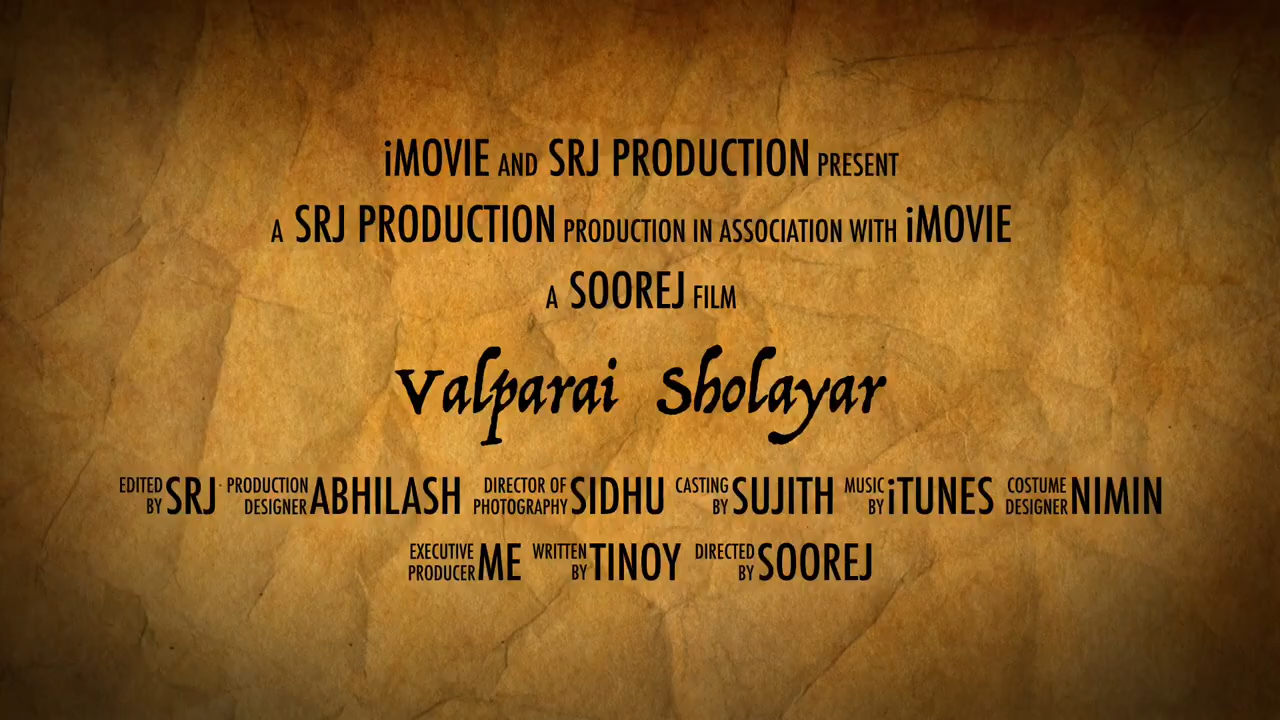 iMOVIE AND SRJ PRODUCTION PRESENT
A SRJ PRODUCTION PRODUCTION IN ASSOCIATION WITH iMOVIE
A SOOREJ FILM
Valparai Sholayar
EDITED BY SRJ PRODUCTION DESIGNER ABHILASH DIRECTOR OF PHOTOGRAPHY SIDHU CASTING BY SUJITH MUSIC BY iTUNES COSTUME DESIGNER NIMIN
EXECUTIVE PRODUCER ME WRITTEN BY TINOY DIRECTED BY SOOREJ